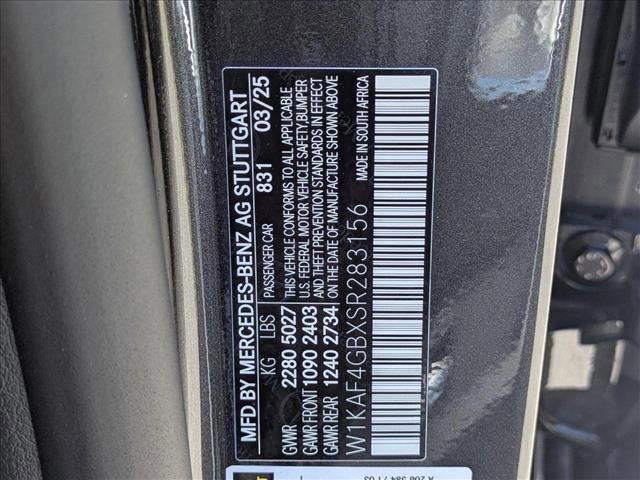 MFD BY MERCEDES-BENZ AG STUTTGART
KG LBS PASSENGER CAR 831 03/25
GVWR 2280 5027 THIS VEHICLE CONFORMS TO ALL APPLICABLE
GAWR FRONT 1090 2403 U.S. FEDERAL MOTOR VEHICLE SAFETY/BUMPER
AND THEFT PREVENTION STANDARDS IN EFFECT
GAWR REAR 1240 2734 ON DATE OF MANUFACTURE SHOWN ABOVE
W1KAF4GBXSR283156
MADE IN SOUTH AFRICA